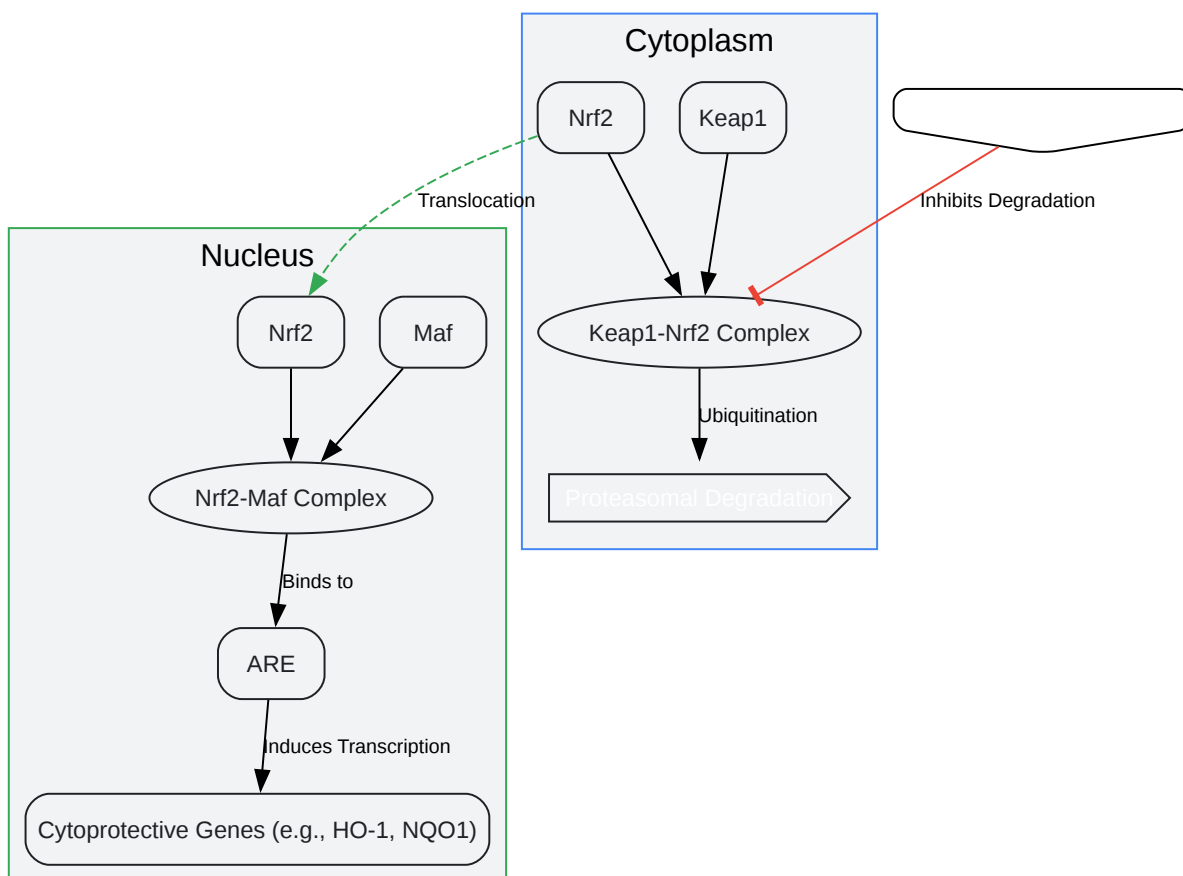 Cytoplasm
Nrf2
Keap1
Translocation
Inhibits Degradation
Nucleus
Nrf2
Maf
Keap1-Nrf2 Complex
Ubiquitination
Nrf2-Maf Complex
Proteasomal Degradation
Binds to
ARE
Induces Transcription
Cytoprotective Genes (e.g., HO-1, NQO1)